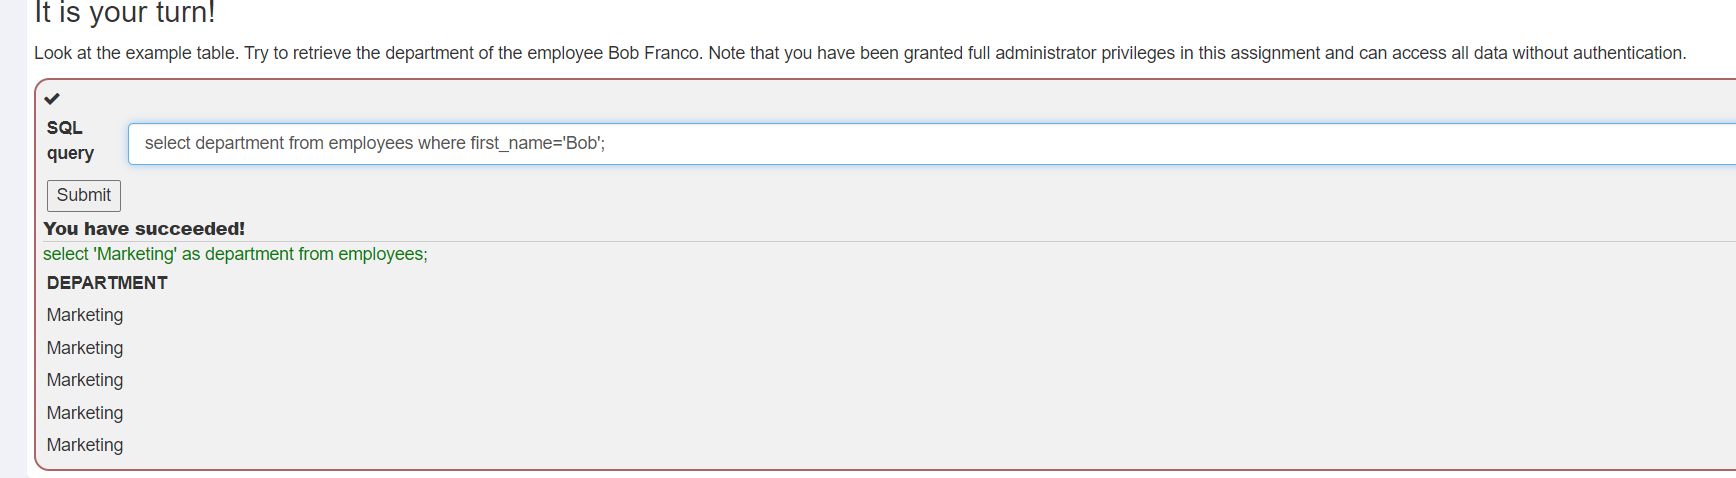 It is your turn!
Look at the example table. Try to retrieve the department of the employee Bob Franco. Note that you have been granted full administrator privileges in this assignment and can access all data without authentication.
SQL
query
select department from employees where first_name='Bob';
Submit
You have succeeded!
select 'Marketing' as department from employees;
DEPARTMENT
Marketing
Marketing
Marketing
Marketing
Marketing